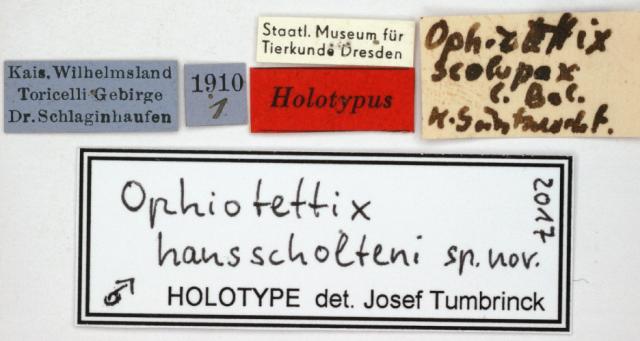 Kais. Wilhelmsland
Toricelli Gebirge
Dr. Schlaginhaufen
1910
1
Staatl. Museum für
Tierkunde Dresden
Holotypus
Ophiotettix
scolopax
Ophiotettix
hansscholteni sp. nov.
♂ HOLOTYPE det. Josef Tumbrinck
2017